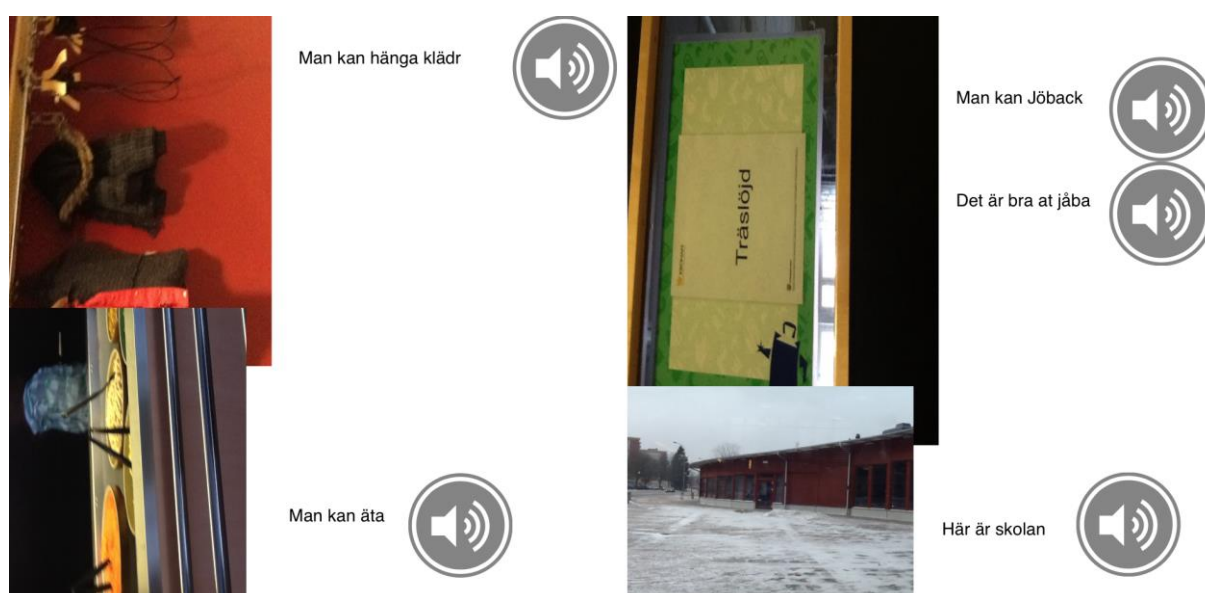 Man kan hänga klädr
Man kan äta
Träslöjd
Man kan Jöback
Det är bra at jåba
Här är skolan